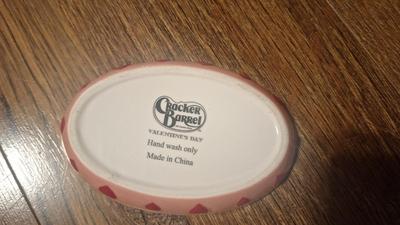 Cracker
Barrel
VALENTINE'S DAY
Hand wash only
Made in China